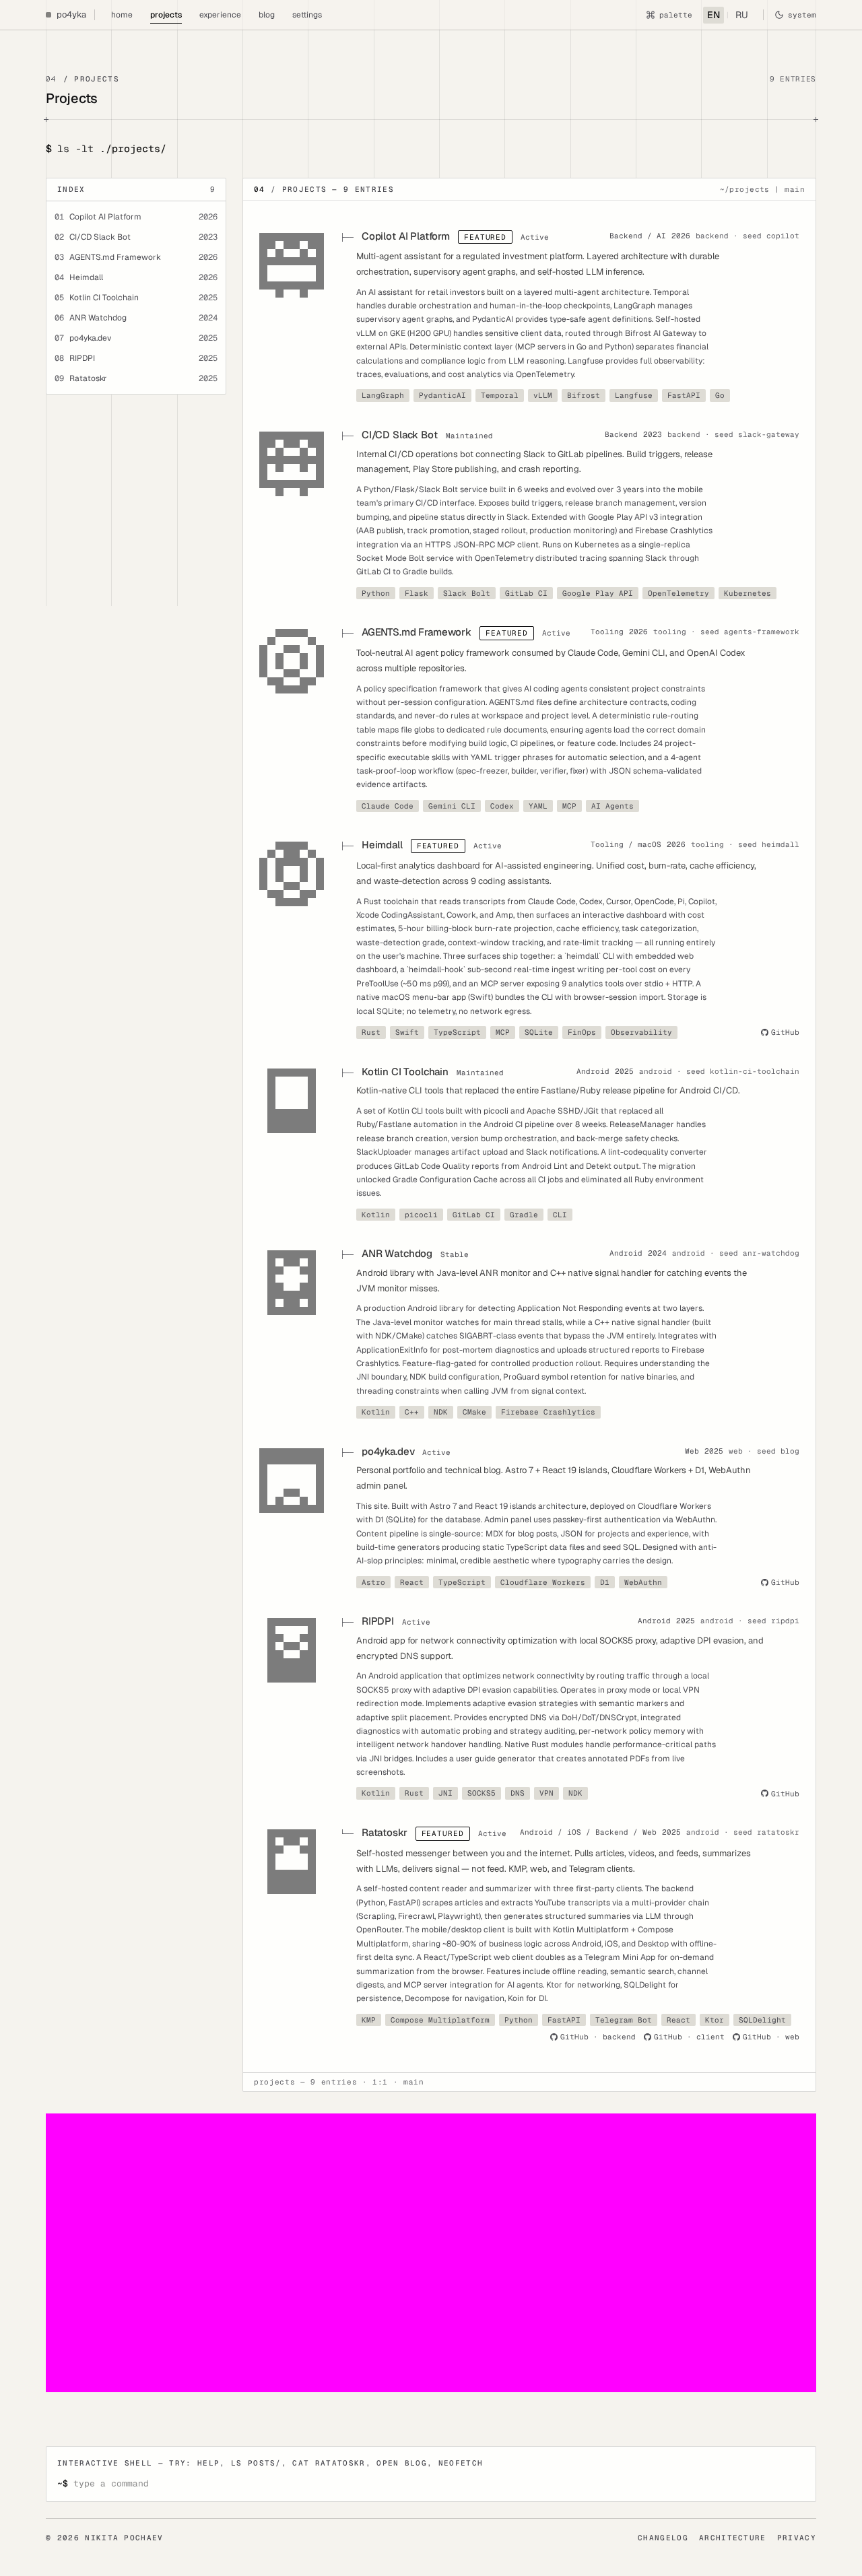 po4yka home projects experience blog settings palette EN RU system
04 / PROJECTS 9 ENTRIES
Projects
$ ls -lt ./projects/
INDEX 9
01 Copilot AI Platform 2026
02 CI/CD Slack Bot 2023
03 AGENTS.md Framework 2026
04 Heimdall 2026
05 Kotlin CI Toolchain 2025
06 ANR Watchdog 2024
07 po4yka.dev 2025
08 RIPDPI 2025
09 Ratatoskr 2025
04 / PROJECTS — 9 ENTRIES ~/projects | main
Copilot AI Platform FEATURED Active Backend / AI 2026 backend · seed copilot
Multi-agent assistant for a regulated investment platform. Layered architecture with durable
orchestration, supervisory agent graphs, and self-hosted LLM inference.
An AI assistant for retail investors built on a layered multi-agent architecture. Temporal
handles durable orchestration and human-in-the-loop checkpoints, LangGraph manages
supervisory agent graphs, and PydanticAI provides type-safe agent definitions. Self-hosted
vLLM on GKE (H200 GPU) handles sensitive client data, routed through Bifrost AI Gateway to
external APIs. Deterministic context layer (MCP servers in Go and Python) separates financial
calculations and compliance logic from LLM reasoning. Langfuse provides full observability:
traces, evaluations, and cost analytics via OpenTelemetry.
LangGraph PydanticAI Temporal vLLM Bifrost Langfuse FastAPI Go
CI/CD Slack Bot Maintained Backend 2023 backend · seed slack-gateway
Internal CI/CD operations bot connecting Slack to GitLab pipelines. Build triggers, release
management, Play Store publishing, and crash reporting.
A Python/Flask/Slack Bolt service built in 6 weeks and evolved over 3 years into the mobile
team's primary CI/CD interface. Exposes build triggers, release branch management, version
bumping, and pipeline status directly in Slack. Extended with Google Play API v3 integration
(AAB publish, track promotion, staged rollout, production monitoring) and Firebase Crashlytics
integration via an HTTPS JSON-RPC MCP client. Runs on Kubernetes as a single-replica
Socket Mode Bolt service with OpenTelemetry distributed tracing spanning Slack through
GitLab CI to Gradle builds.
Python Flask Slack Bolt GitLab CI Google Play API OpenTelemetry Kubernetes
AGENTS.md Framework FEATURED Active Tooling 2026 tooling · seed agents-framework
Tool-neutral AI agent policy framework consumed by Claude Code, Gemini CLI, and OpenAI Codex
across multiple repositories.
A policy specification framework that gives AI coding agents consistent project constraints
without per-session configuration. AGENTS.md files define architecture contracts, coding
standards, and never-do rules at workspace and project level. A deterministic rule-routing
table maps file globs to dedicated rule documents, ensuring agents load the correct domain
constraints before modifying build logic, CI pipelines, or feature code. Includes 24 project-
specific executable skills with YAML trigger phrases for automatic selection, and a 4-agent
task-proof-loop workflow (spec-freezer, builder, verifier, fixer) with JSON schema-validated
evidence artifacts.
Claude Code Gemini CLI Codex YAML MCP AI Agents
Heimdall FEATURED Active Tooling / macOS 2026 tooling · seed heimdall
Local-first analytics dashboard for AI-assisted engineering. Unified cost, burn-rate, cache efficiency,
and waste-detection across 9 coding assistants.
A Rust toolchain that reads transcripts from Claude Code, Codex, Cursor, OpenCode, Pi, Copilot,
Xcode CodingAssistant, Cowork, and Amp, then surfaces an interactive dashboard with cost
estimates, 5-hour billing-block burn-rate projection, cache efficiency, task categorization,
waste-detection grade, context-window tracking, and rate-limit tracking — all running entirely
on the user's machine. Three surfaces ship together: a `heimdall` CLI with embedded web
dashboard, a `heimdall-hook` sub-second real-time ingest writing per-tool cost on every
PreToolUse (~50 ms p99), and an MCP server exposing 9 analytics tools over stdio + HTTP. A
native macOS menu-bar app (Swift) bundles the CLI with browser-session import. Storage is
local SQLite; no telemetry, no network egress.
Rust Swift TypeScript MCP SQLite FinOps Observability GitHub
Kotlin CI Toolchain Maintained Android 2025 android · seed kotlin-ci-toolchain
Kotlin-native CLI tools that replaced the entire Fastlane/Ruby release pipeline for Android CI/CD.
A set of Kotlin CLI tools built with picocli and Apache SSHD/JGit that replaced all
Ruby/Fastlane automation in the Android CI pipeline over 8 weeks. ReleaseManager handles
release branch creation, version bump orchestration, and back-merge safety checks.
SlackUploader manages artifact upload and Slack notifications. A lint-codequality converter
produces GitLab Code Quality reports from Android Lint and Detekt output. The migration
unlocked Gradle Configuration Cache across all CI jobs and eliminated all Ruby environment
issues.
Kotlin picocli GitLab CI Gradle CLI
ANR Watchdog Stable Android 2024 android · seed anr-watchdog
Android library with Java-level ANR monitor and C++ native signal handler for catching events the
JVM monitor misses.
A production Android library for detecting Application Not Responding events at two layers.
The Java-level monitor watches for main thread stalls, while a C++ native signal handler (built
with NDK/CMake) catches SIGABRT-class events that bypass the JVM entirely. Integrates with
ApplicationExitInfo for post-mortem diagnostics and uploads structured reports to Firebase
Crashlytics. Feature-flag-gated for controlled production rollout. Requires understanding the
JNI boundary, NDK build configuration, ProGuard symbol retention for native binaries, and
threading constraints when calling JVM from signal context.
Kotlin C++ NDK CMake Firebase Crashlytics
po4yka.dev Active Web 2025 web · seed blog
Personal portfolio and technical blog. Astro 7 + React 19 islands, Cloudflare Workers + D1, WebAuthn
admin panel.
This site. Built with Astro 7 and React 19 islands architecture, deployed on Cloudflare Workers
with D1 (SQLite) for the database. Admin panel uses passkey-first authentication via WebAuthn.
Content pipeline is single-source: MDX for blog posts, JSON for projects and experience, with
build-time generators producing static TypeScript data files and seed SQL. Designed with anti-
AI-slop principles: minimal, credible aesthetic where typography carries the design.
Astro React TypeScript Cloudflare Workers D1 WebAuthn GitHub
RIPDPI Active Android 2025 android · seed ripdpi
Android app for network connectivity optimization with local SOCKS5 proxy, adaptive DPI evasion, and
encrypted DNS support.
An Android application that optimizes network connectivity by routing traffic through a local
SOCKS5 proxy with adaptive DPI evasion capabilities. Operates in proxy mode or local VPN
redirection mode. Implements adaptive evasion strategies with semantic markers and
adaptive split placement. Provides encrypted DNS via DoH/DoT/DNSCrypt, integrated
diagnostics with automatic probing and strategy auditing, per-network policy memory with
intelligent network handover handling. Native Rust modules handle performance-critical paths
via JNI bridges. Includes a user guide generator that creates annotated PDFs from live
screenshots.
Kotlin Rust JNI SOCKS5 DNS VPN NDK GitHub
Ratatoskr FEATURED Active Android / iOS / Backend / Web 2025 android · seed ratatoskr
Self-hosted messenger between you and the internet. Pulls articles, videos, and feeds, summarizes
with LLMs, delivers signal — not feed. KMP, web, and Telegram clients.
A self-hosted content reader and summarizer with three first-party clients. The backend
(Python, FastAPI) scrapes articles and extracts YouTube transcripts via a multi-provider chain
(Scrapling, Firecrawl, Playwright), then generates structured summaries via LLM through
OpenRouter. The mobile/desktop client is built with Kotlin Multiplatform + Compose
Multiplatform, sharing ~80-90% of business logic across Android, iOS, and Desktop with offline-
first delta sync. A React/TypeScript web client doubles as a Telegram Mini App for on-demand
summarization from the browser. Features include offline reading, semantic search, channel
digests, and MCP server integration for AI agents. Ktor for networking, SQLDelight for
persistence, Decompose for navigation, Koin for DI.
KMP Compose Multiplatform Python FastAPI Telegram Bot React Ktor SQLDelight
GitHub · backend GitHub · client GitHub · web
projects — 9 entries · 1:1 · main
INTERACTIVE SHELL — TRY: HELP, LS POSTS/, CAT RATATOSKR, OPEN BLOG, NEOFETCH
~$ type a command
© 2026 NIKITA POCHAEV CHANGELOG ARCHITECTURE PRIVACY